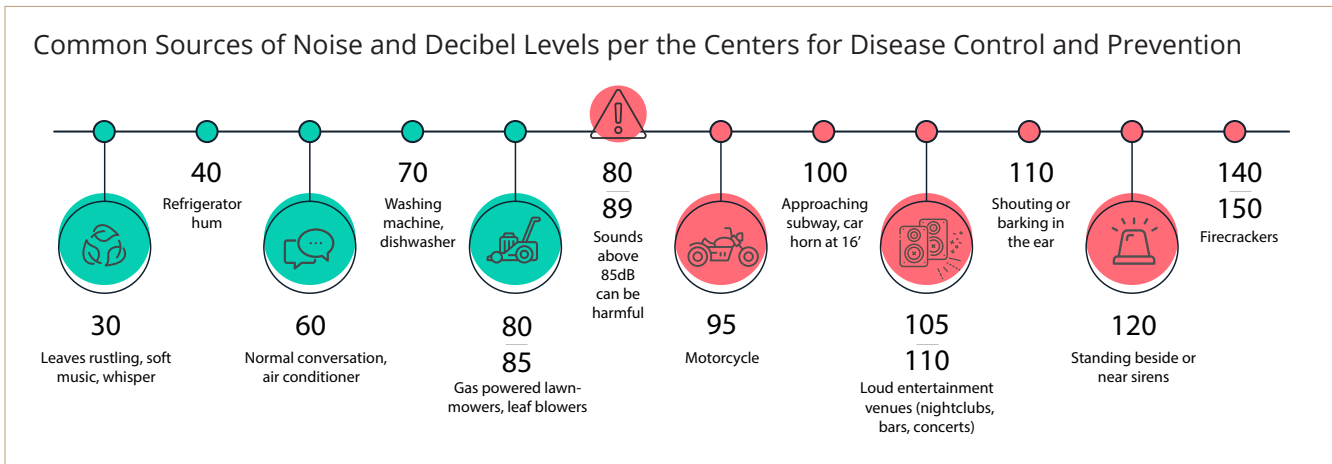 Common Sources of Noise and Decibel Levels per the Centers for Disease Control and Prevention
30
Leaves rustling, soft
music, whisper
40
Refrigerator
hum
60
Normal conversation,
air conditioner
70
Washing
machine,
dishwasher
80
85
Gas powered lawn-
mowers, leaf blowers
80
89
Sounds
above
85dB
can be
harmful
95
Motorcycle
100
Approaching
subway, car
horn at 16’
105
110
Loud entertainment
venues (nightclubs,
bars, concerts)
110
Shouting or
barking in
the ear
120
Standing beside or
near sirens
140
150
Firecrackers